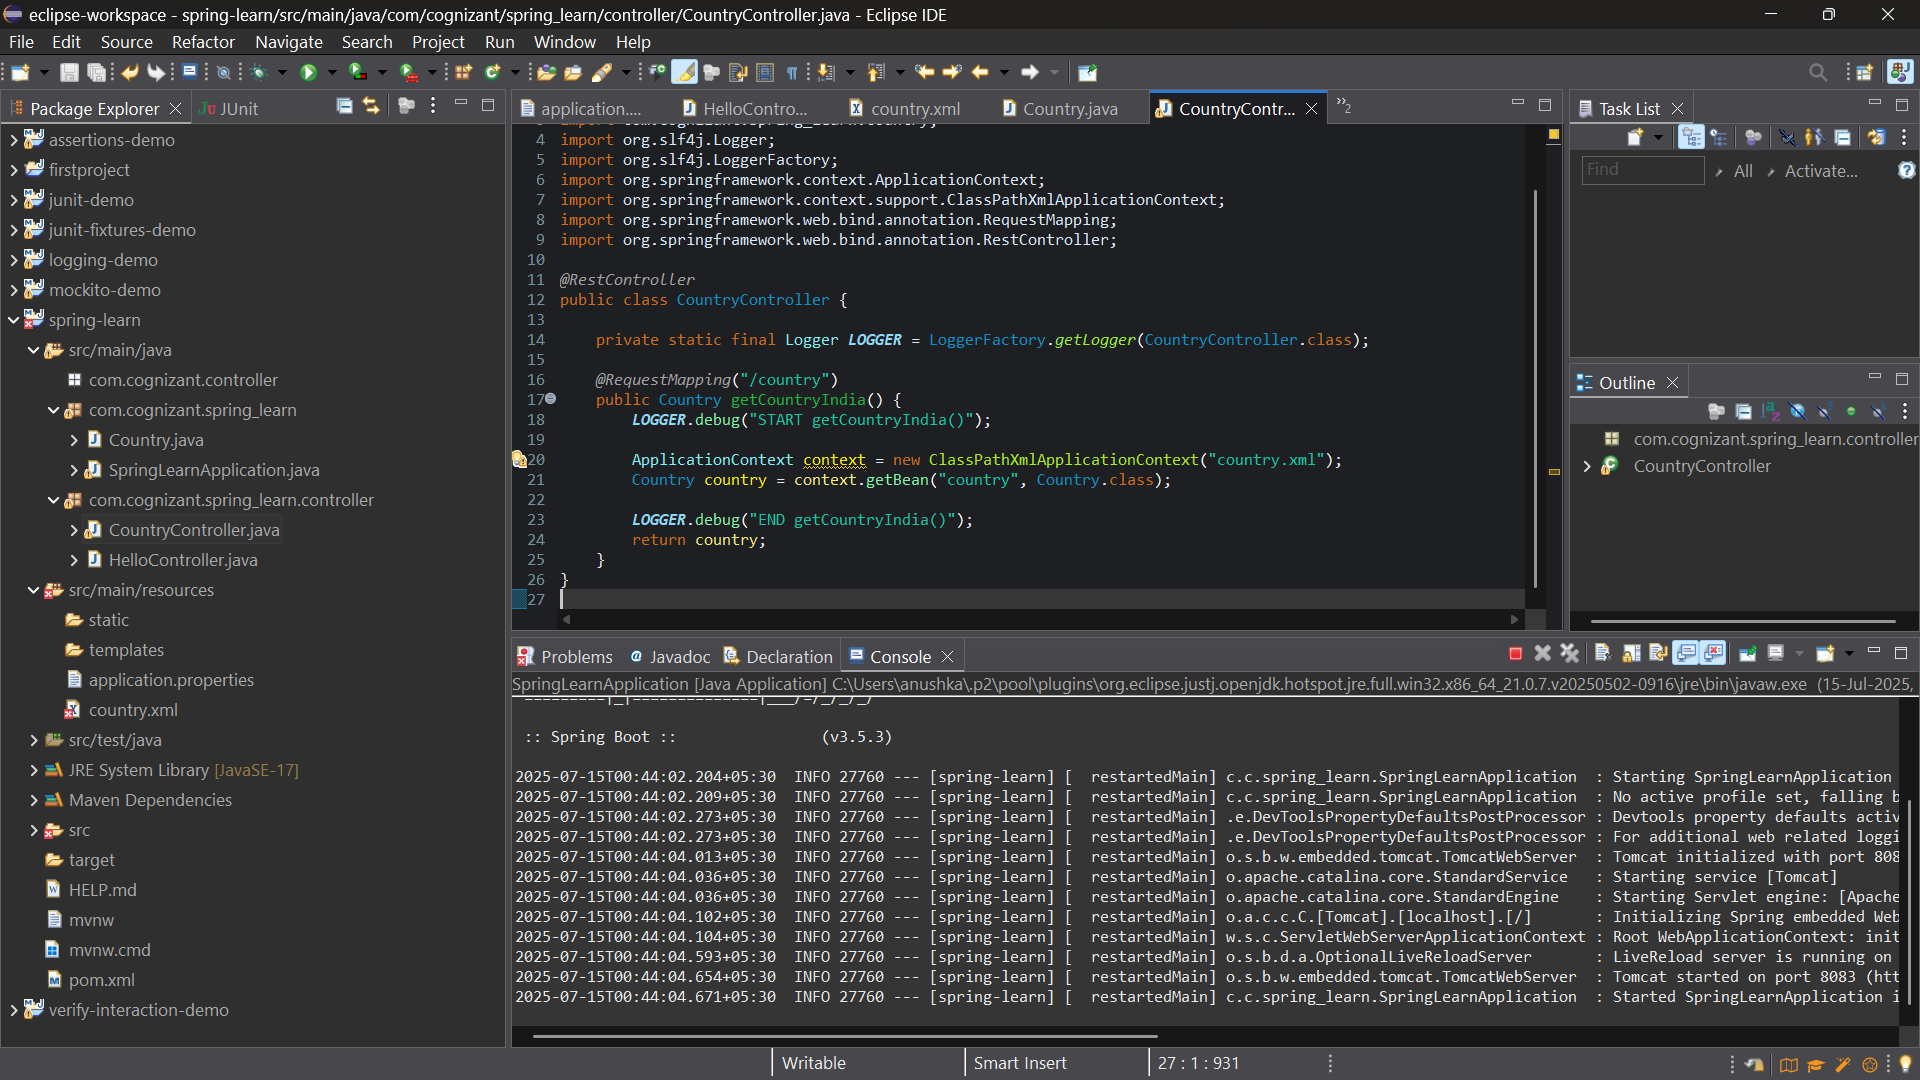 eclipse-workspace - spring-learn/src/main/java/com/cognizant/spring_learn/controller/CountryController.java - Eclipse IDE
File Edit Source Refactor Navigate Search Project Run Window Help
Package Explorer
Ju JUnit
assertions-demo
firstproject
junit-demo
junit-fixtures-demo
logging-demo
mockito-demo
spring-learn
src/main/java
com.cognizant.controller
com.cognizant.spring_learn
Country.java
SpringLearnApplication.java
com.cognizant.spring_learn.controller
CountryController.java
HelloController.java
src/main/resources
static
templates
application.properties
country.xml
src/test/java
JRE System Library [JavaSE-17]
Maven Dependencies
src
target
HELP.md
mvnw
mvnw.cmd
pom.xml
verify-interaction-demo
application.... HelloContro... country.xml Country.java CountryContr... »2
4 import org.slf4j.Logger;
5 import org.slf4j.LoggerFactory;
6 import org.springframework.context.ApplicationContext;
7 import org.springframework.context.support.ClassPathXmlApplicationContext;
8 import org.springframework.web.bind.annotation.RequestMapping;
9 import org.springframework.web.bind.annotation.RestController;
10
11 @RestController
12 public class CountryController {
13
14 private static final Logger LOGGER = LoggerFactory.getLogger(CountryController.class);
15
16 @RequestMapping("/country")
17 public Country getCountryIndia() {
18 LOGGER.debug("START getCountryIndia()");
19
20 ApplicationContext context = new ClassPathXmlApplicationContext("country.xml");
21 Country country = context.getBean("country", Country.class);
22
23 LOGGER.debug("END getCountryIndia()");
24 return country;
25 }
26 }
27
Task List
Find
All
Activate...
Outline
com.cognizant.spring_learn.controller
CountryController
Problems @ Javadoc Declaration Console
SpringLearnApplication [Java Application] C:\Users\anushka\.p2\pool\plugins\org.eclipse.justj.openjdk.hotspot.jre.full.win32.x86_64_21.0.7.v20250502-0916\jre\bin\javaw.exe (15-Jul-2025,
:: Spring Boot :: (v3.5.3)
2025-07-15T00:44:02.204+05:30 INFO 27760 --- [spring-learn] [ restartedMain] c.c.spring_learn.SpringLearnApplication : Starting SpringLearnApplication
2025-07-15T00:44:02.209+05:30 INFO 27760 --- [spring-learn] [ restartedMain] c.c.spring_learn.SpringLearnApplication : No active profile set, falling b
2025-07-15T00:44:02.273+05:30 INFO 27760 --- [spring-learn] [ restartedMain] .e.DevToolsPropertyDefaultsPostProcessor : Devtools property defaults activ
2025-07-15T00:44:02.273+05:30 INFO 27760 --- [spring-learn] [ restartedMain] .e.DevToolsPropertyDefaultsPostProcessor : For additional web related loggi
2025-07-15T00:44:04.013+05:30 INFO 27760 --- [spring-learn] [ restartedMain] o.s.b.w.embedded.tomcat.TomcatWebServer : Tomcat initialized with port 808
2025-07-15T00:44:04.036+05:30 INFO 27760 --- [spring-learn] [ restartedMain] o.apache.catalina.core.StandardService : Starting service [Tomcat]
2025-07-15T00:44:04.036+05:30 INFO 27760 --- [spring-learn] [ restartedMain] o.apache.catalina.core.StandardEngine : Starting Servlet engine: [Apache
2025-07-15T00:44:04.102+05:30 INFO 27760 --- [spring-learn] [ restartedMain] o.a.c.c.C.[Tomcat].[localhost].[/] : Initializing Spring embedded Web
2025-07-15T00:44:04.104+05:30 INFO 27760 --- [spring-learn] [ restartedMain] w.s.c.ServletWebServerApplicationContext : Root WebApplicationContext: init
2025-07-15T00:44:04.593+05:30 INFO 27760 --- [spring-learn] [ restartedMain] o.s.b.d.a.OptionalLiveReloadServer : LiveReload server is running on
2025-07-15T00:44:04.654+05:30 INFO 27760 --- [spring-learn] [ restartedMain] o.s.b.w.embedded.tomcat.TomcatWebServer : Tomcat started on port 8083 (htt
2025-07-15T00:44:04.671+05:30 INFO 27760 --- [spring-learn] [ restartedMain] c.c.spring_learn.SpringLearnApplication : Started SpringLearnApplication i
Writable Smart Insert 27 : 1 : 931